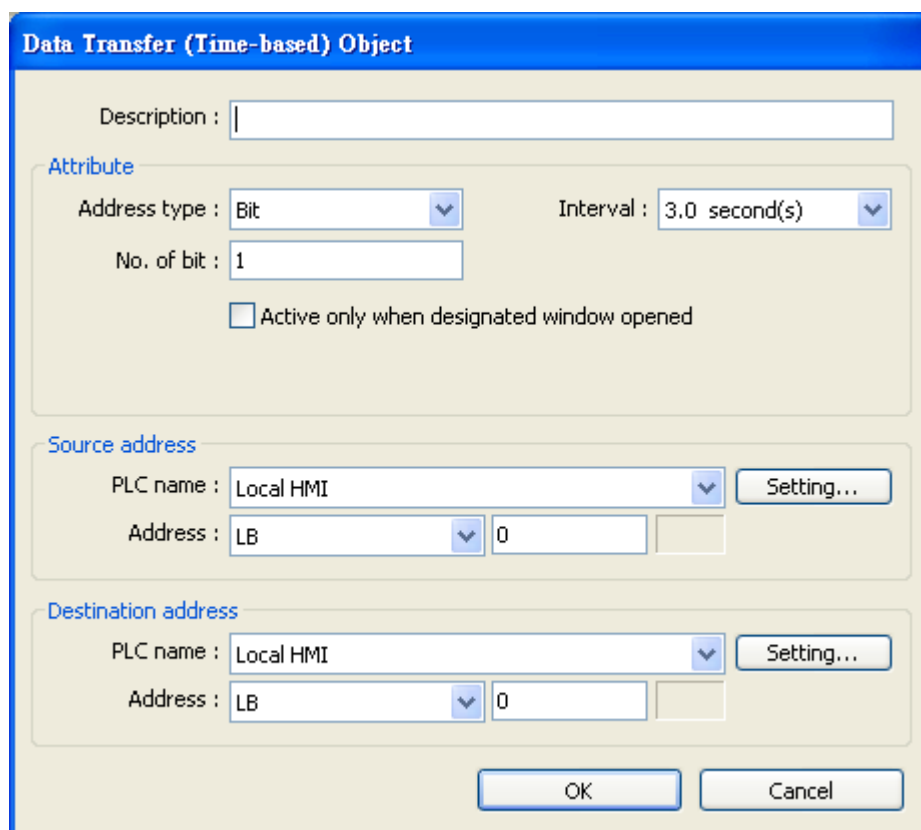 Data Transfer (Time-based) Object
Description :
Attribute
Address type : Bit Interval : 3.0 second(s)
No. of bit : 1
Active only when designated window opened
Source address
PLC name : Local HMI Setting...
Address : LB 0
Destination address
PLC name : Local HMI Setting...
Address : LB 0
OK Cancel